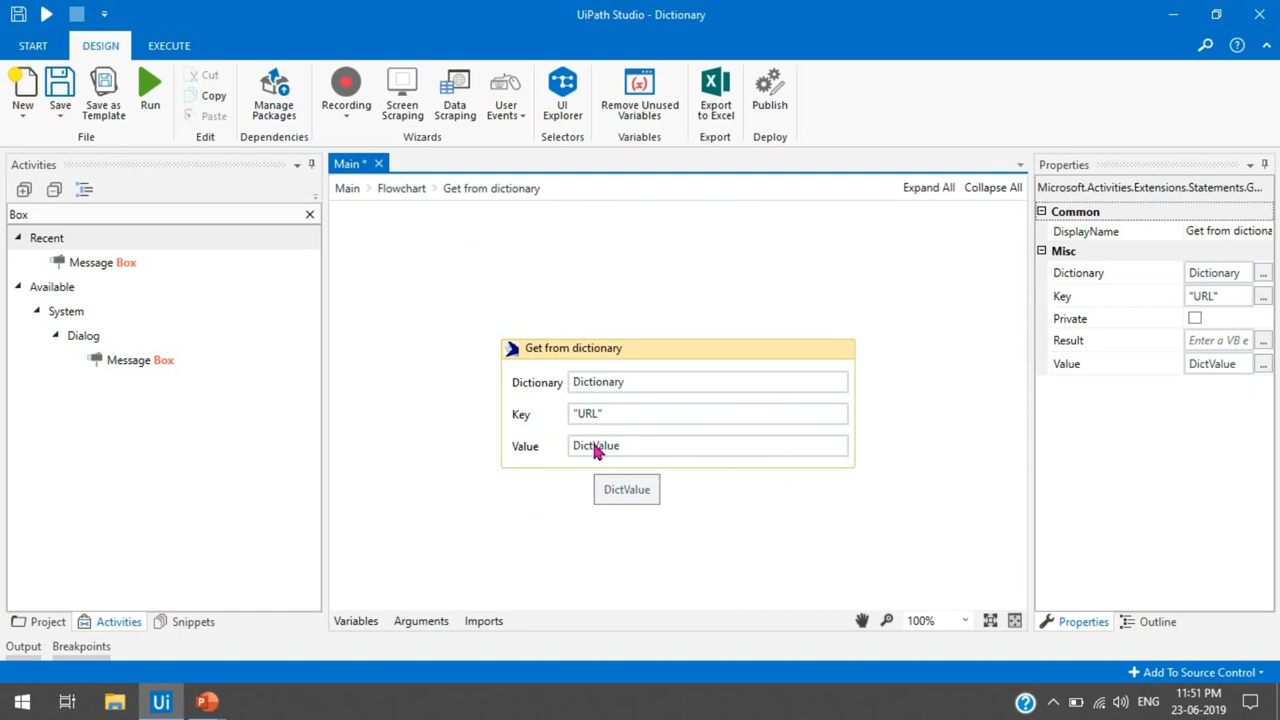 UiPath Studio - Dictionary
START DESIGN EXECUTE
New
Save
Save as Template
Run
File
Cut
Copy
Paste
Edit
Manage Packages
Dependencies
Recording
Screen Scraping
Data Scraping
User Events
Wizards
UI Explorer
Selectors
Remove Unused Variables
Variables
Export to Excel
Export
Publish
Deploy
Activities
Box
Recent
Message Box
Available
System
Dialog
Message Box
Project Activities Snippets
Output Breakpoints
Main *
Main Flowchart Get from dictionary Expand All Collapse All
Get from dictionary
Dictionary Dictionary
Key "URL"
Value DictValue
DictValue
Variables Arguments Imports 100%
Properties
Microsoft.Activities.Extensions.Statements.G...
Common
DisplayName Get from dictiona
Misc
Dictionary Dictionary ...
Key "URL" ...
Private
Result Enter a VB e ...
Value DictValue ...
Properties Outline
Add To Source Control
Ui
P
ENG
11:51 PM
23-06-2019